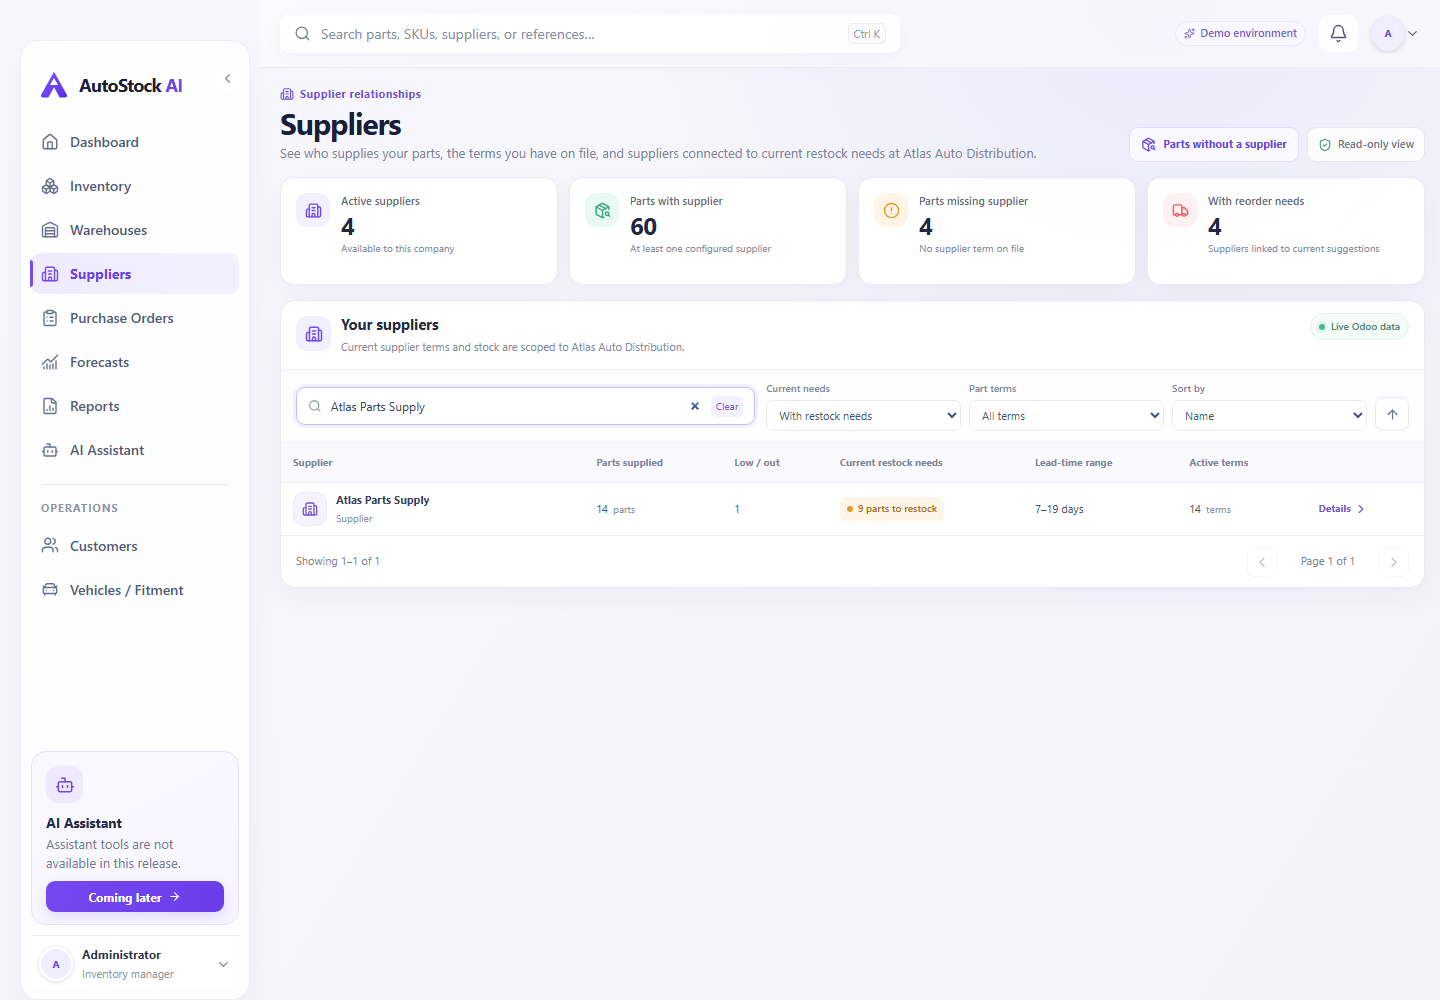 Search parts, SKUs, suppliers, or references...
Ctrl K
Demo environment
A
AutoStock AI
Dashboard
Inventory
Warehouses
Suppliers
Purchase Orders
Forecasts
Reports
AI Assistant
OPERATIONS
Customers
Vehicles / Fitment
AI Assistant
Assistant tools are not
available in this release.
Coming later
A
Administrator
Inventory manager
Supplier relationships
Suppliers
See who supplies your parts, the terms you have on file, and suppliers connected to current restock needs at Atlas Auto Distribution.
Parts without a supplier
Read-only view
Active suppliers
4
Available to this company
Parts with supplier
60
At least one configured supplier
Parts missing supplier
4
No supplier term on file
With reorder needs
4
Suppliers linked to current suggestions
Your suppliers
Current supplier terms and stock are scoped to Atlas Auto Distribution.
Live Odoo data
Atlas Parts Supply
Clear
Current needs
With restock needs
Part terms
All terms
Sort by
Name
Supplier Parts supplied Low / out Current restock needs Lead-time range Active terms
Atlas Parts Supply
Supplier
14 parts 1 9 parts to restock 7–19 days 14 terms Details
Showing 1–1 of 1
Page 1 of 1